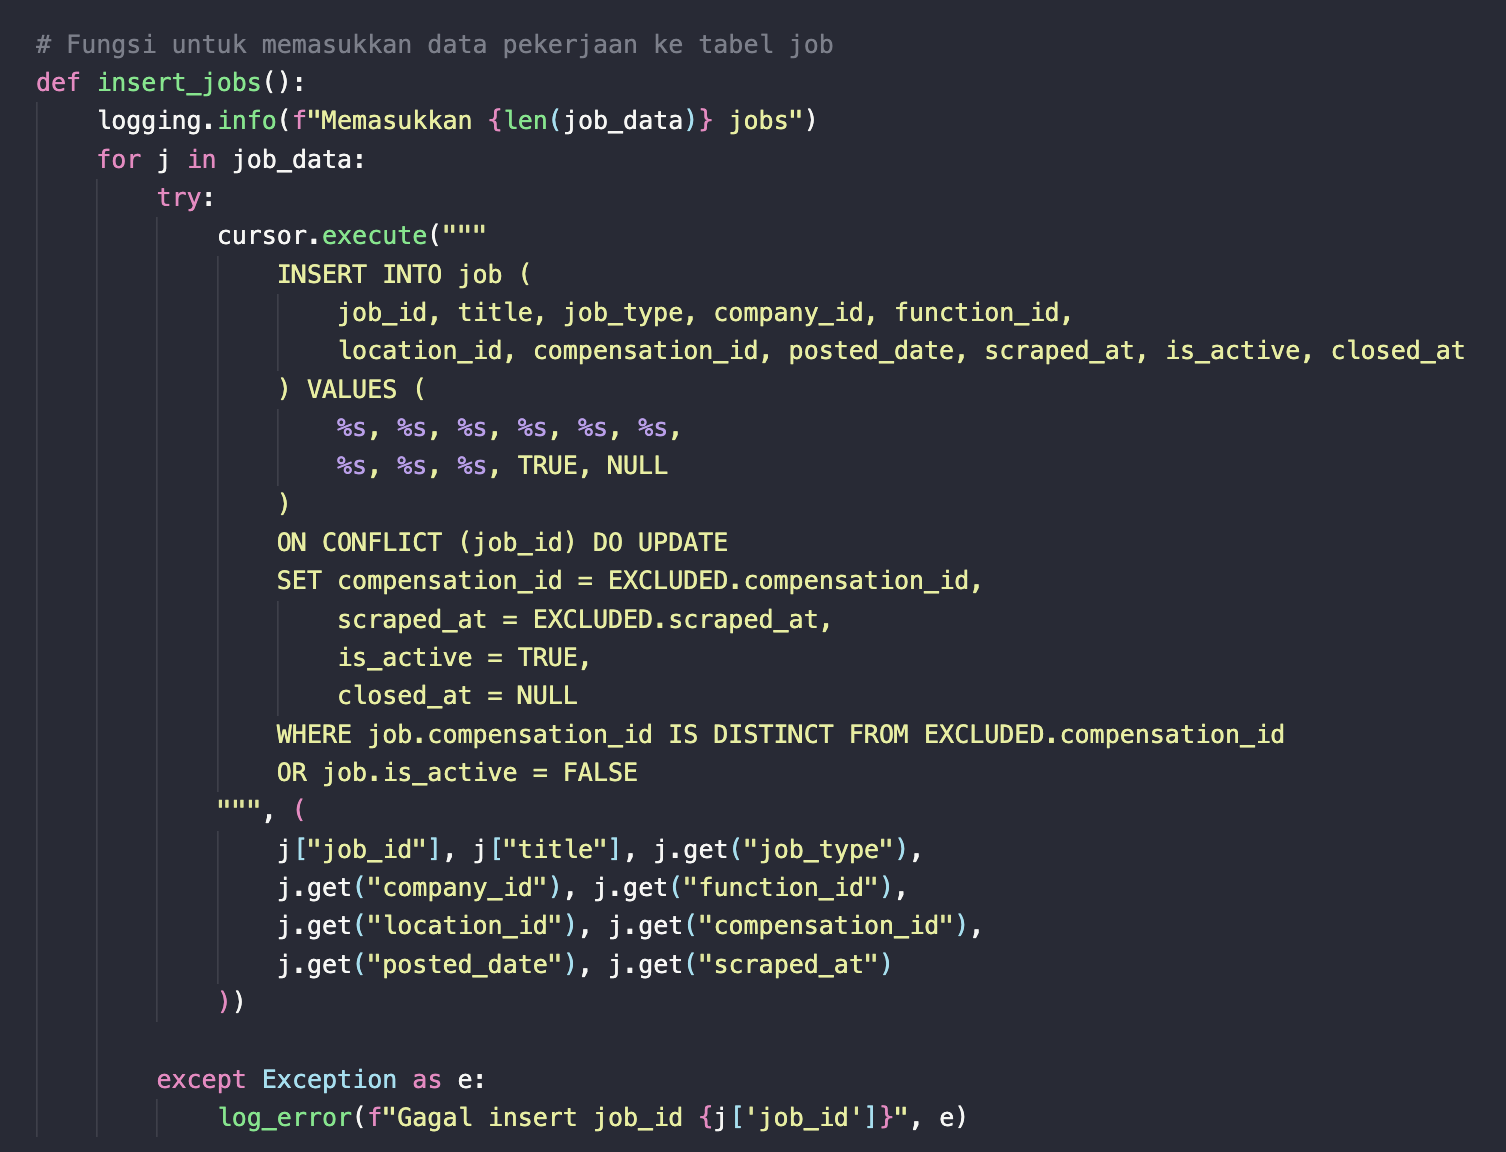 # Fungsi untuk memasukkan data pekerjaan ke tabel job
def insert_jobs():
    logging.info(f"Memasukkan {len(job_data)} jobs")
    for j in job_data:
        try:
            cursor.execute("""
                INSERT INTO job (
                    job_id, title, job_type, company_id, function_id,
                    location_id, compensation_id, posted_date, scraped_at, is_active, closed_at
                ) VALUES (
                    %s, %s, %s, %s, %s, %s,
                    %s, %s, %s, TRUE, NULL
                )
                ON CONFLICT (job_id) DO UPDATE
                SET compensation_id = EXCLUDED.compensation_id,
                    scraped_at = EXCLUDED.scraped_at,
                    is_active = TRUE,
                    closed_at = NULL
                WHERE job.compensation_id IS DISTINCT FROM EXCLUDED.compensation_id
                OR job.is_active = FALSE
            """, (
                j["job_id"], j["title"], j.get("job_type"),
                j.get("company_id"), j.get("function_id"),
                j.get("location_id"), j.get("compensation_id"),
                j.get("posted_date"), j.get("scraped_at")
            ))

        except Exception as e:
            log_error(f"Gagal insert job_id {j['job_id']}", e)